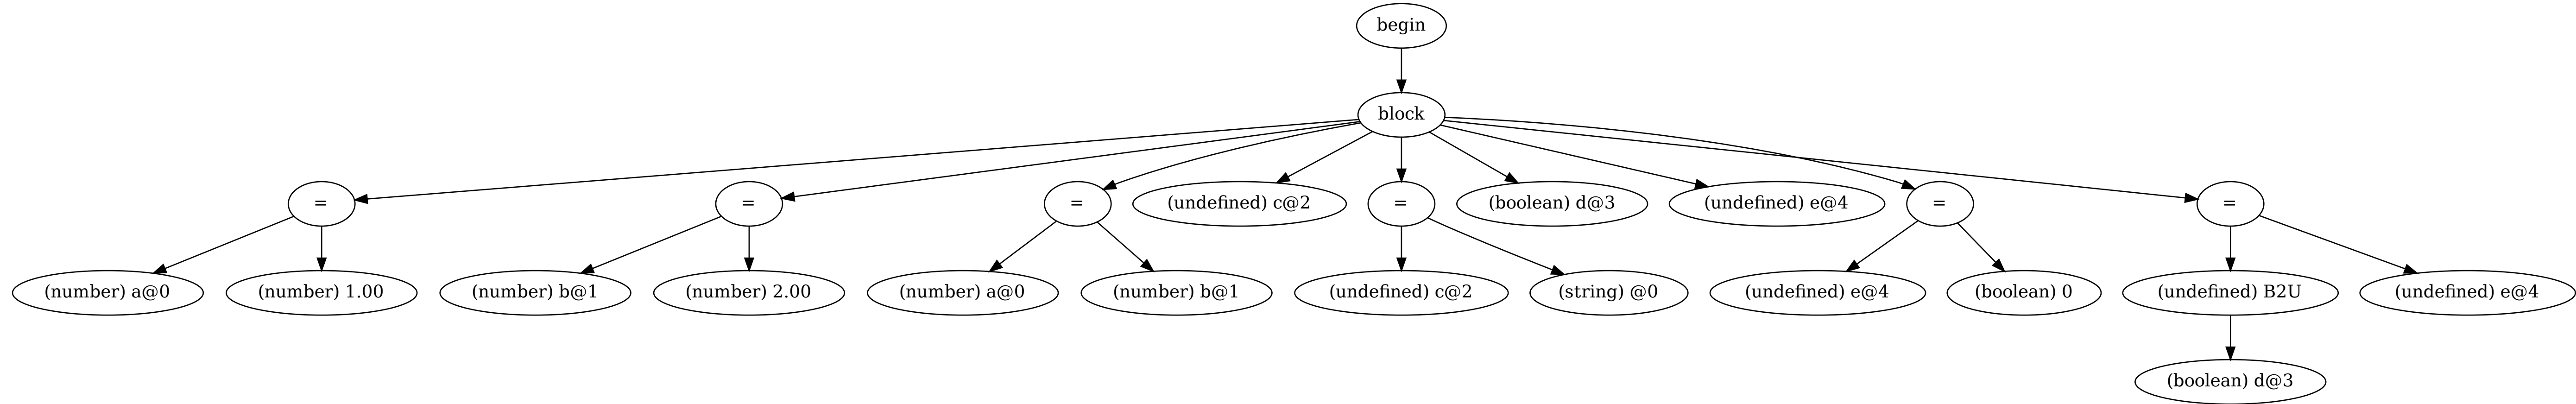 begin
block
=
=
=
(undefined) c@2
=
(boolean) d@3
(undefined) e@4
=
=
(number) a@0
(number) 1.00
(number) b@1
(number) 2.00
(number) a@0
(number) b@1
(undefined) c@2
(string) @0
(undefined) e@4
(boolean) 0
(undefined) B2U
(undefined) e@4
(boolean) d@3